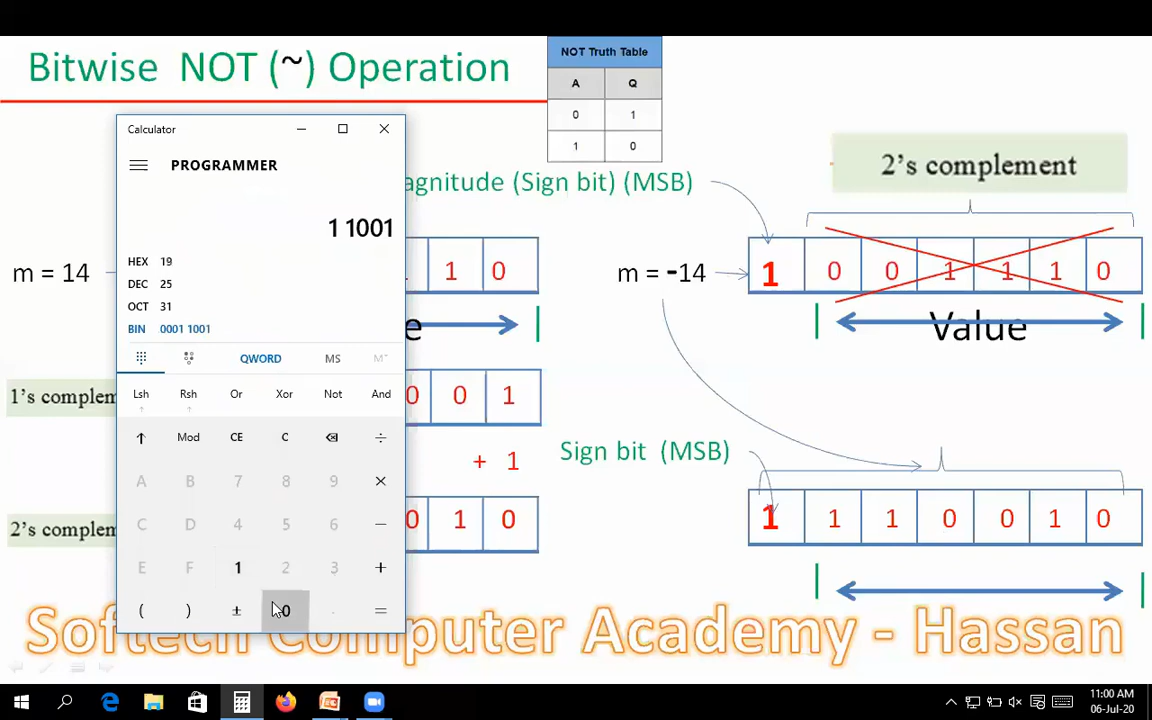 Bitwise NOT (~) Operation
NOT Truth Table
A Q
0 1
1 0
Calculator
PROGRAMMER
1 1001
HEX 19
DEC 25
OCT 31
BIN 0001 1001
QWORD MS M
Lsh Rsh Or Xor Not And
↑ Mod CE C ÷
A B 7 8 9 ×
C D 4 5 6 −
E F 1 2 3 +
( ) ± 0 . =
agnitude (Sign bit) (MSB)
2's complement
m = 14
1 0
m = -14
1 0 0 1 1 1 0
e
Value
1's complem
0 0 1
+ 1
Sign bit (MSB)
2's complem
0 1 0
1 1 1 0 0 1 0
Softech Computer Academy - Hassan
11:00 AM
06-Jul-20